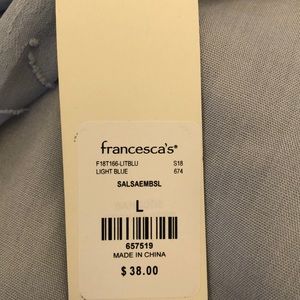 francesca's®
F18T166-LITBLU S18
LIGHT BLUE 674
SALSAEMBSL
L
657519
MADE IN CHINA
$38.00